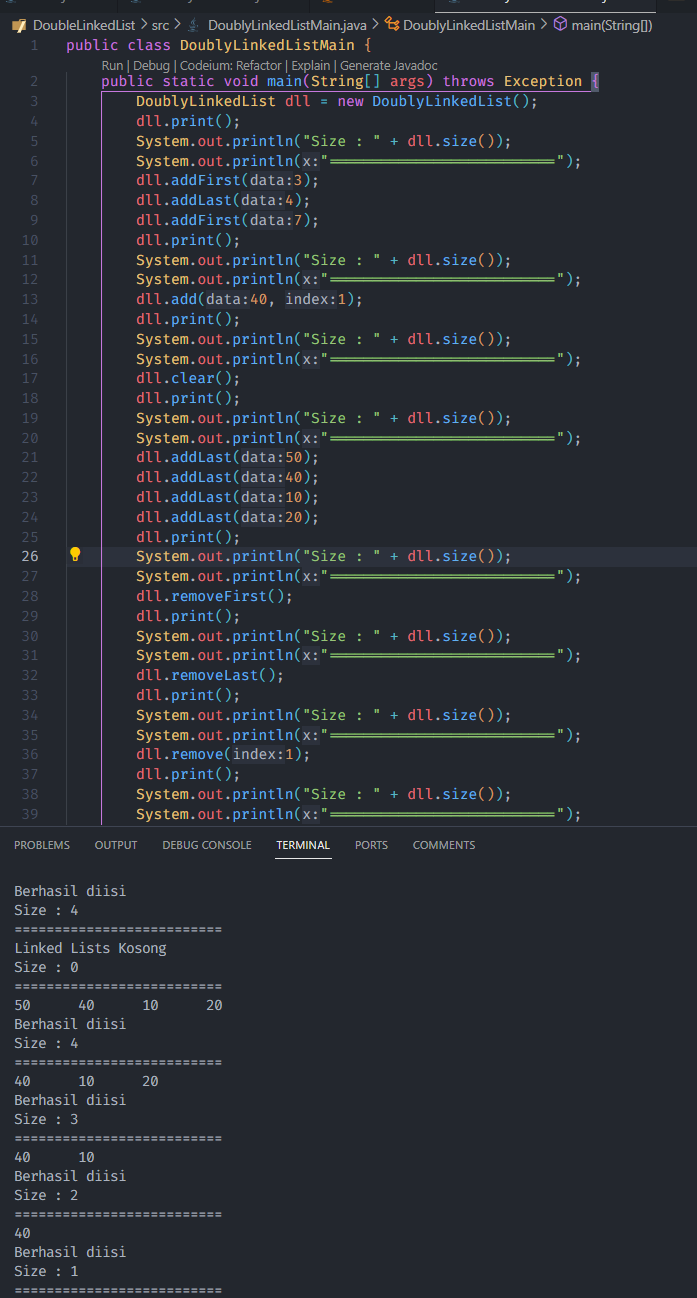 DoubleLinkedList > src > DoublyLinkedListMain.java > DoublyLinkedListMain > main(String[])
1 public class DoublyLinkedListMain {
Run | Debug | Codeium: Refactor | Explain | Generate Javadoc
2 public static void main(String[] args) throws Exception {
3 DoublyLinkedList dll = new DoublyLinkedList();
4 dll.print();
5 System.out.println("Size : " + dll.size());
6 System.out.println(x:"==========================");
7 dll.addFirst(data:3);
8 dll.addLast(data:4);
9 dll.addFirst(data:7);
10 dll.print();
11 System.out.println("Size : " + dll.size());
12 System.out.println(x:"==========================");
13 dll.add(data:40, index:1);
14 dll.print();
15 System.out.println("Size : " + dll.size());
16 System.out.println(x:"==========================");
17 dll.clear();
18 dll.print();
19 System.out.println("Size : " + dll.size());
20 System.out.println(x:"==========================");
21 dll.addLast(data:50);
22 dll.addLast(data:40);
23 dll.addLast(data:10);
24 dll.addLast(data:20);
25 dll.print();
26 System.out.println("Size : " + dll.size());
27 System.out.println(x:"==========================");
28 dll.removeFirst();
29 dll.print();
30 System.out.println("Size : " + dll.size());
31 System.out.println(x:"==========================");
32 dll.removeLast();
33 dll.print();
34 System.out.println("Size : " + dll.size());
35 System.out.println(x:"==========================");
36 dll.remove(index:1);
37 dll.print();
38 System.out.println("Size : " + dll.size());
39 System.out.println(x:"==========================");
PROBLEMS OUTPUT DEBUG CONSOLE TERMINAL PORTS COMMENTS
Berhasil diisi
Size : 4
==========================
Linked Lists Kosong
Size : 0
==========================
50 40 10 20
Berhasil diisi
Size : 4
==========================
40 10 20
Berhasil diisi
Size : 3
==========================
40 10
Berhasil diisi
Size : 2
==========================
40
Berhasil diisi
Size : 1
==========================